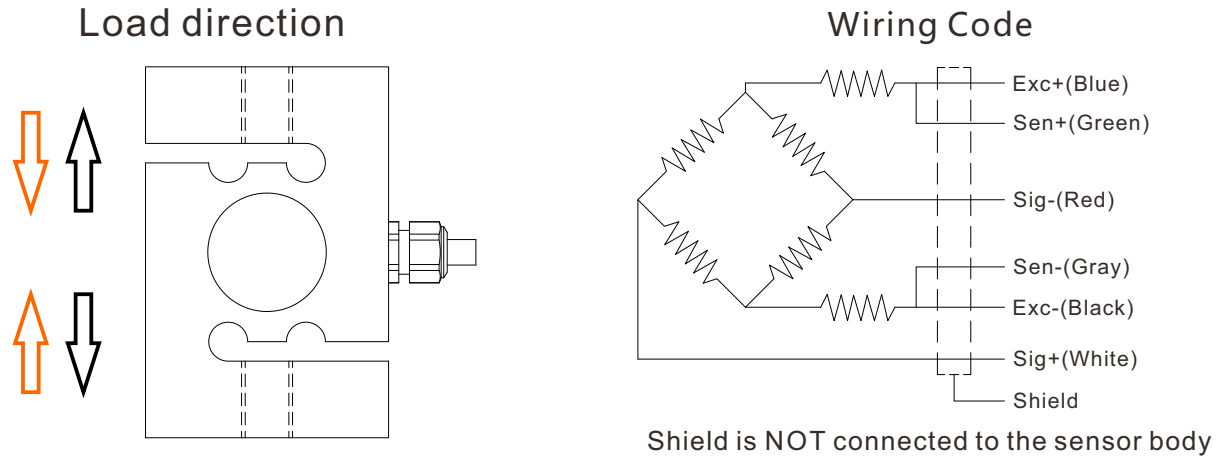 Load direction
Wiring Code
Exc+(Blue)
Sen+(Green)
Sig-(Red)
Sen-(Gray)
Exc-(Black)
Sig+(White)
Shield
Shield is NOT connected to the sensor body